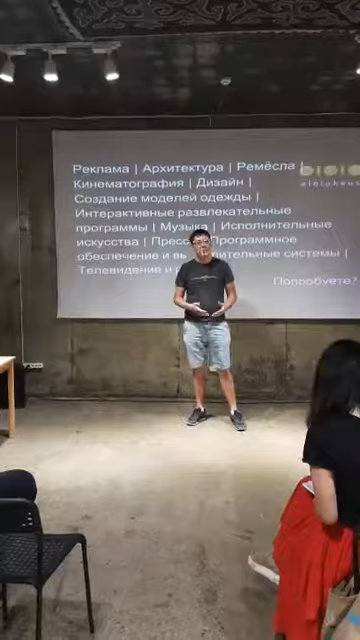 Реклама | Архитектура | Ремёсла |
Кинематография | Дизайн |
Создание моделей одежды |
Интерактивные развлекательные
программы | Музыка | Исполнительные
искусства | программное
обеспечение и вычислительные системы |
Телевидение и
Попробуете?